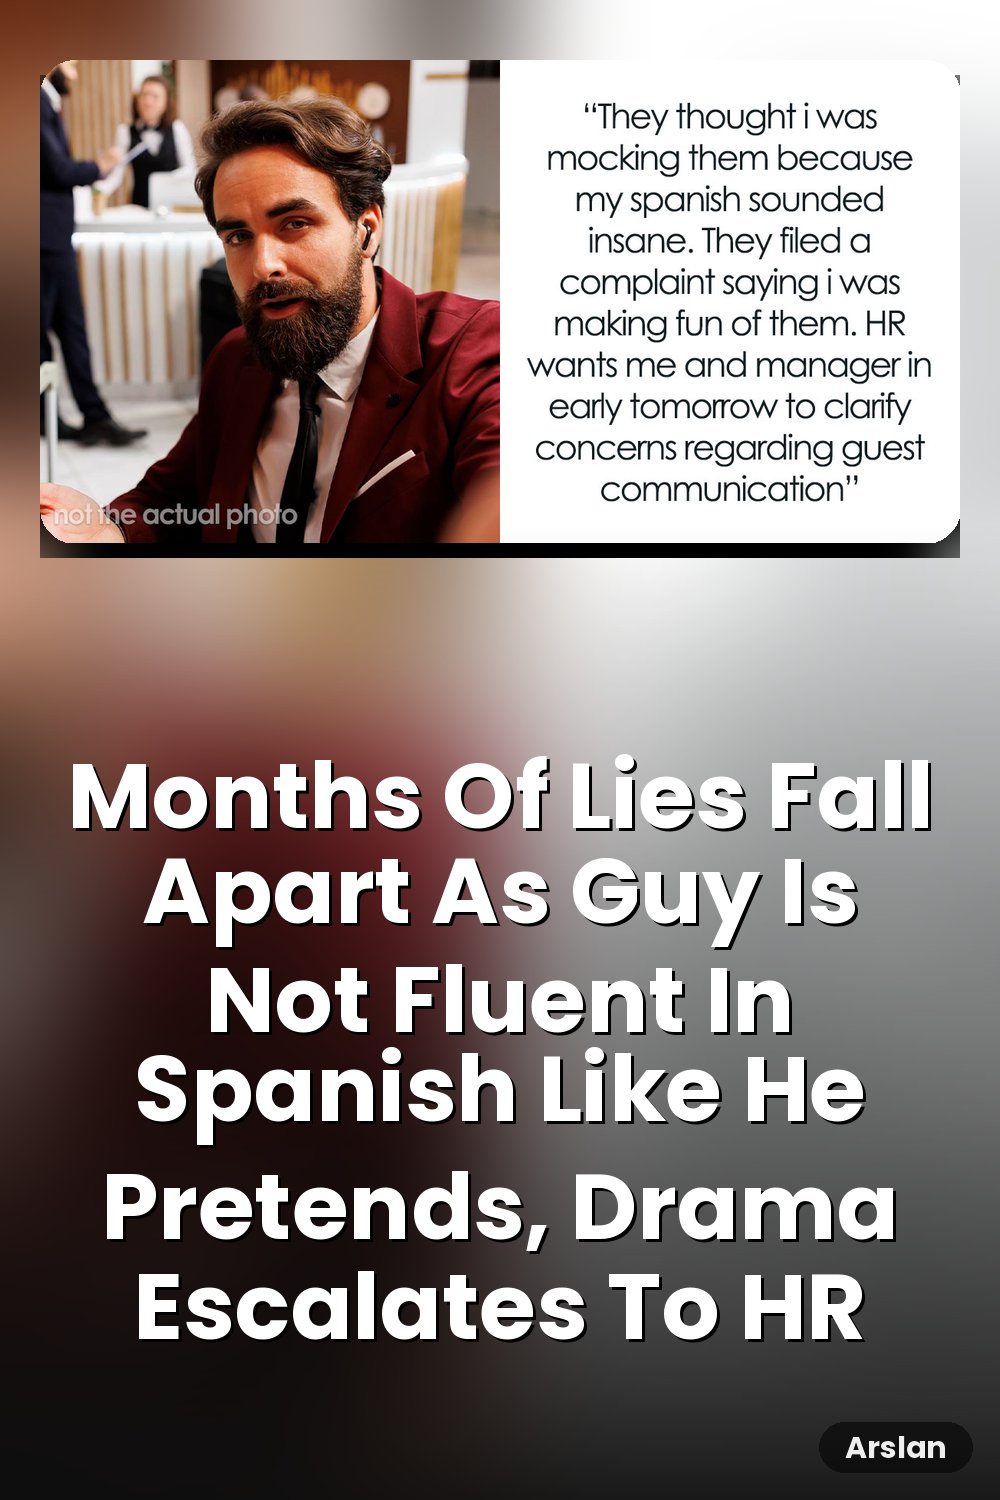 “They thought i was
mocking them because
my spanish sounded
insane. They filed a
complaint saying i was
making fun of them. HR
wants me and manager in
early tomorrow to clarify
concerns regarding guest
communication”
not the actual photo
Months Of Lies Fall
Apart As Guy Is
Not Fluent In
Spanish Like He
Pretends, Drama
Escalates To HR
Arslan